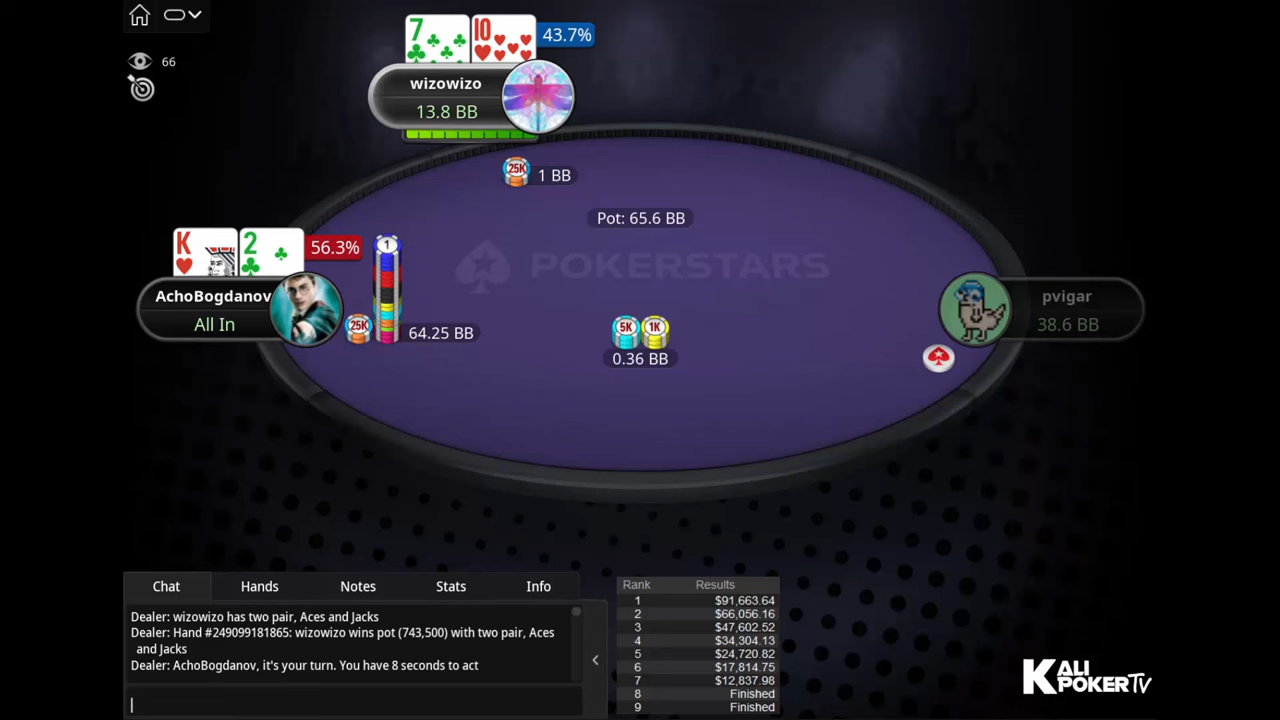 66
7 10 43.7%
wizowizo
13.8 BB
25K 1 BB
Pot: 65.6 BB
POKERSTARS
K 2 56.3%
1
AchoBogdanov
All In
25K 64.25 BB
5K 1K
0.36 BB
pvigar
38.6 BB
Chat Hands Notes Stats Info
Dealer: wizowizo has two pair, Aces and Jacks
Dealer: Hand #249099181865: wizowizo wins pot (743,500) with two pair, Aces
and Jacks
Dealer: AchoBogdanov, it's your turn. You have 8 seconds to act
Rank Results
1 $91,663.64
2 $66,056.16
3 $47,602.52
4 $34,304.13
5 $24,720.82
6 $17,814.75
7 $12,837.98
8 Finished
9 Finished
KALI
POKERTV